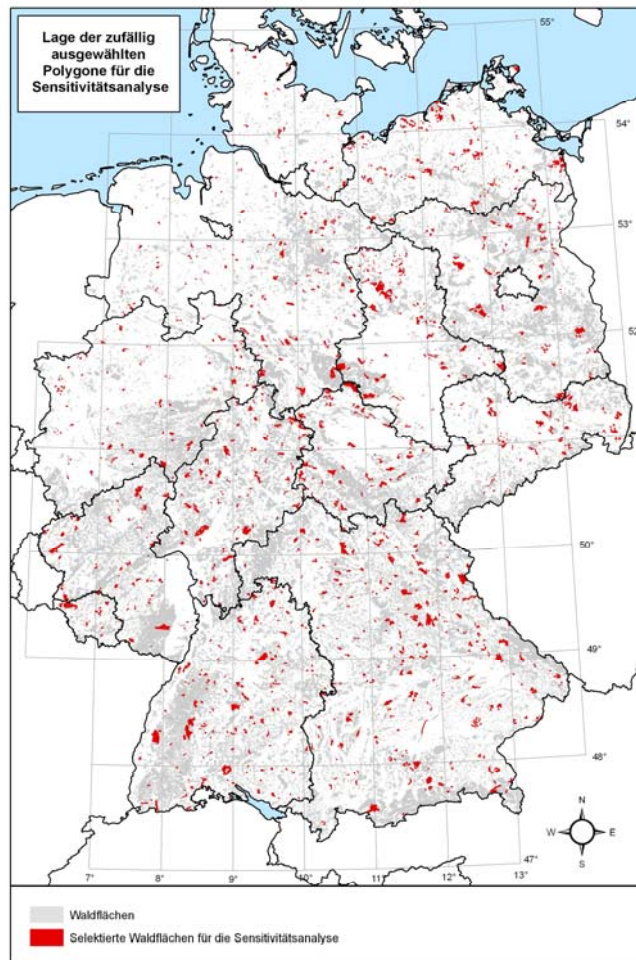 Lage der zufällig
ausgewählten
Polygone für die
Sensitivitätsanalyse
55°
54°
53°
52
50°
49°
48°
47°
7°
8°
9°
10°
11°
12°
13°
N
W
E
S
Waldflächen
Selektierte Waldflächen für die Sensitivitätsanalyse